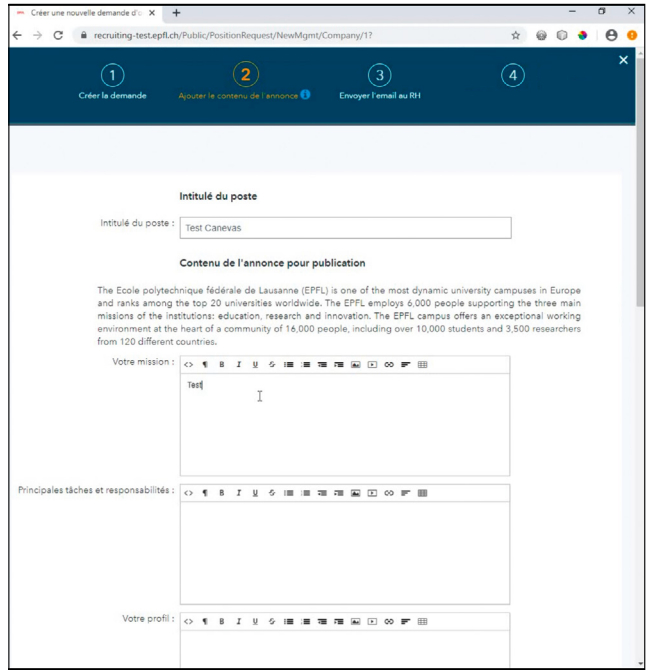 Créer une nouvelle demande d'c
recruiting-test.epfl.ch/Public/PositionRequest/NewMgmt/Company/1?
1 2 3 4
Créer la demande Ajouter le contenu de l'annonce Envoyer l'email au RH
Intitulé du poste
Intitulé du poste : Test Canevas
Contenu de l'annonce pour publication
The Ecole polytechnique fédérale de Lausanne (EPFL) is one of the most dynamic university campuses in Europe
and ranks among the top 20 universities worldwide. The EPFL employs 6,000 people supporting the three main
missions of the institutions: education, research and innovation. The EPFL campus offers an exceptional working
environment at the heart of a community of 16,000 people, including over 10,000 students and 3,500 researchers
from 120 different countries.
Votre mission :
Test
Principales tâches et responsabilités :
Votre profil :